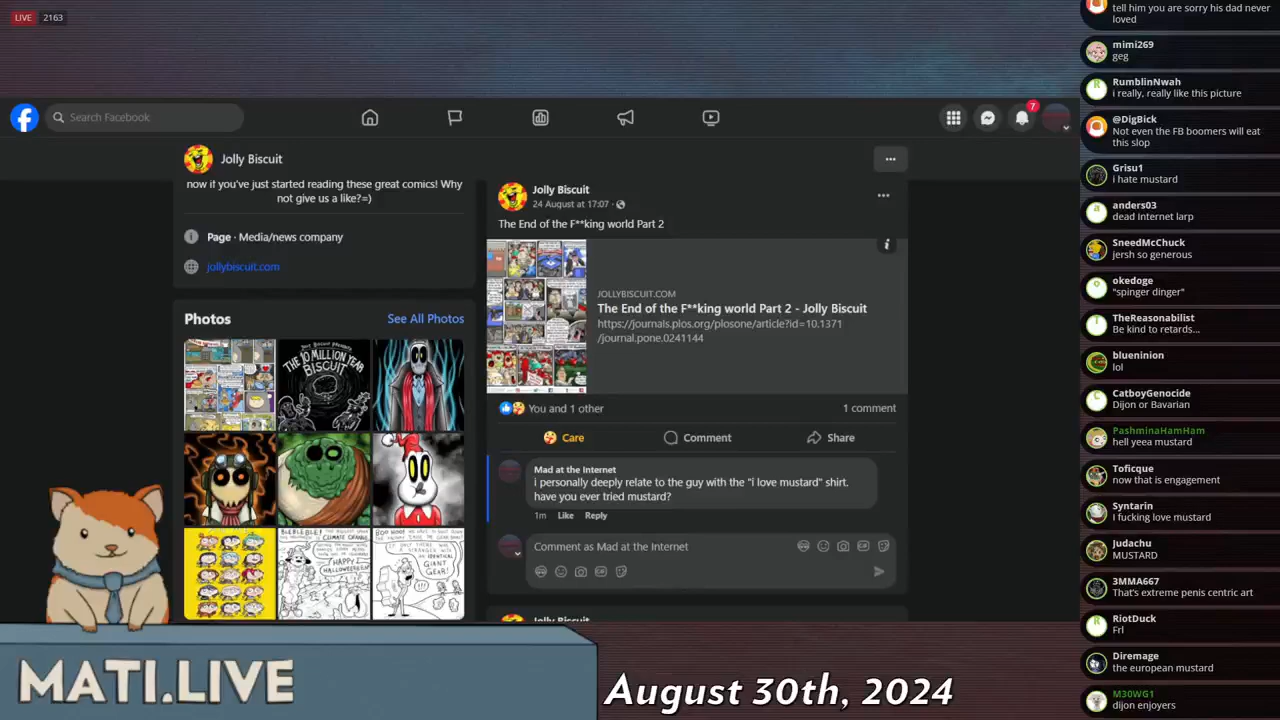 LIVE 2163
Search Facebook
7
Jolly Biscuit
now if you've just started reading these great comics! Why
not give us a like?=)
Page · Media/news company
jollybiscuit.com
Photos
See All Photos
THE 10 MILLION YEAR
BISCUIT
Jolly Biscuit
24 August at 17:07 ·
The End of the F**king world Part 2
JOLLYBISCUIT.COM
The End of the F**king world Part 2 - Jolly Biscuit
https://journals.plos.org/plosone/article?id=10.1371
/journal.pone.0241144
You and 1 other
1 comment
Care
Comment
Share
Mad at the Internet
i personally deeply relate to the guy with the "i love mustard" shirt.
have you ever tried mustard?
1m Like Reply
Comment as Mad at the Internet
Jolly Biscuit
MATI.LIVE
August 30th, 2024
tell him you are sorry his dad never
loved
mimi269
geg
RumblinNwah
i really, really like this picture
@DigBick
Not even the FB boomers will eat
this slop
Grisu1
i hate mustard
anders03
dead Internet larp
SneedMcChuck
jersh so generous
okedoge
"spinger dinger"
TheReasonabilist
Be kind to retards...
blueninion
lol
CatboyGenocide
Dijon or Bavarian
PashminaHamHam
hell yeea mustard
Toficque
now that is engagement
Syntarin
I fucking love mustard
Judachu
MUSTARD
3MMA667
That's extreme penis centric art
RiotDuck
Frl
Diremage
the european mustard
M30WG1
dijon enjoyers